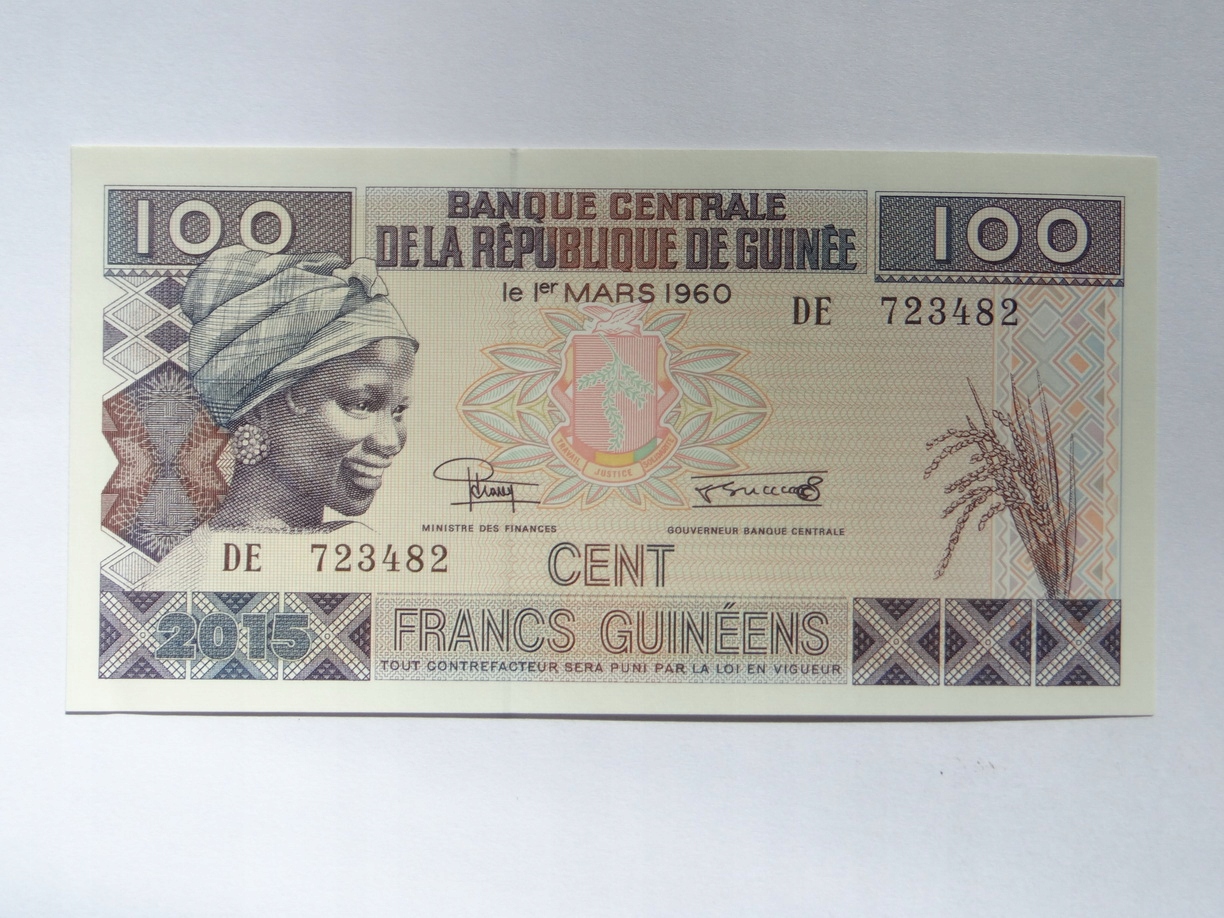 100
BANQUE CENTRALE
DE LA RÉPUBLIQUE DE GUINÉE
100
le 1er MARS 1960
DE 723482
JUSTICE
MINISTRE DES FINANCES
GOUVERNEUR BANQUE CENTRALE
DE 723482
CENT
2015
FRANCS GUINÉENS
TOUT CONTREFACTEUR SERA PUNI PAR LA LOI EN VIGUEUR